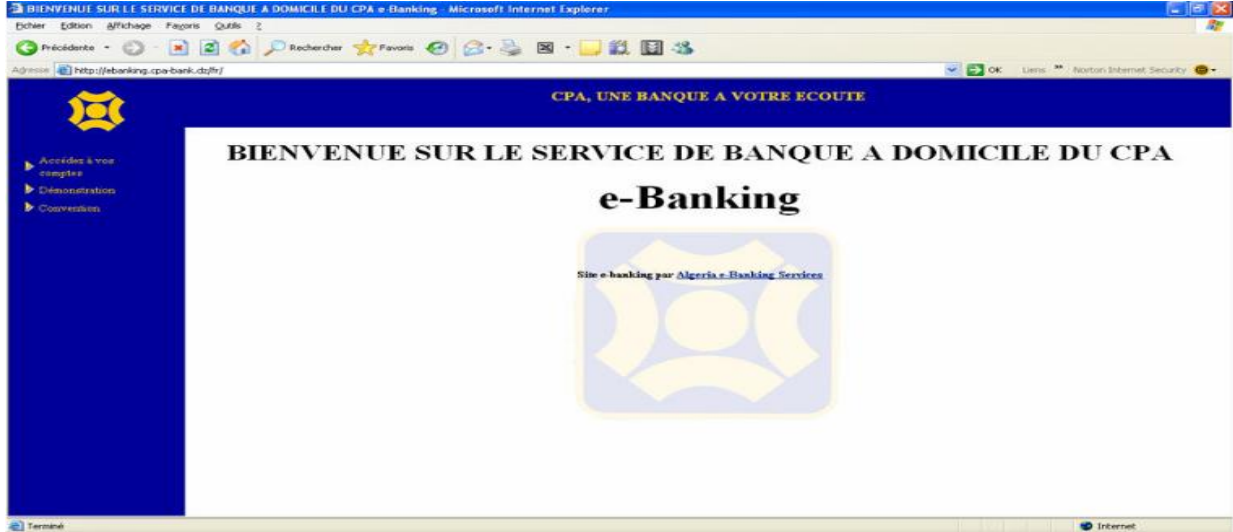 BIENVENUE SUR LE SERVICE DE BANQUE A DOMICILE DU CPA e-Banking - Microsoft Internet Explorer
Fichier Edition Affichage Favoris Outils ?
Précédente Rechercher Favoris
Adresse http://ebanking.cpa-bank.dz/fr/ OK Liens » Norton Internet Security
CPA, UNE BANQUE A VOTRE ECOUTE
BIENVENUE SUR LE SERVICE DE BANQUE A DOMICILE DU CPA
e-Banking
Accédez à vos
comptes
Démonstration
Convention
Site e-banking par Algeria e-Banking Services
Terminé Internet